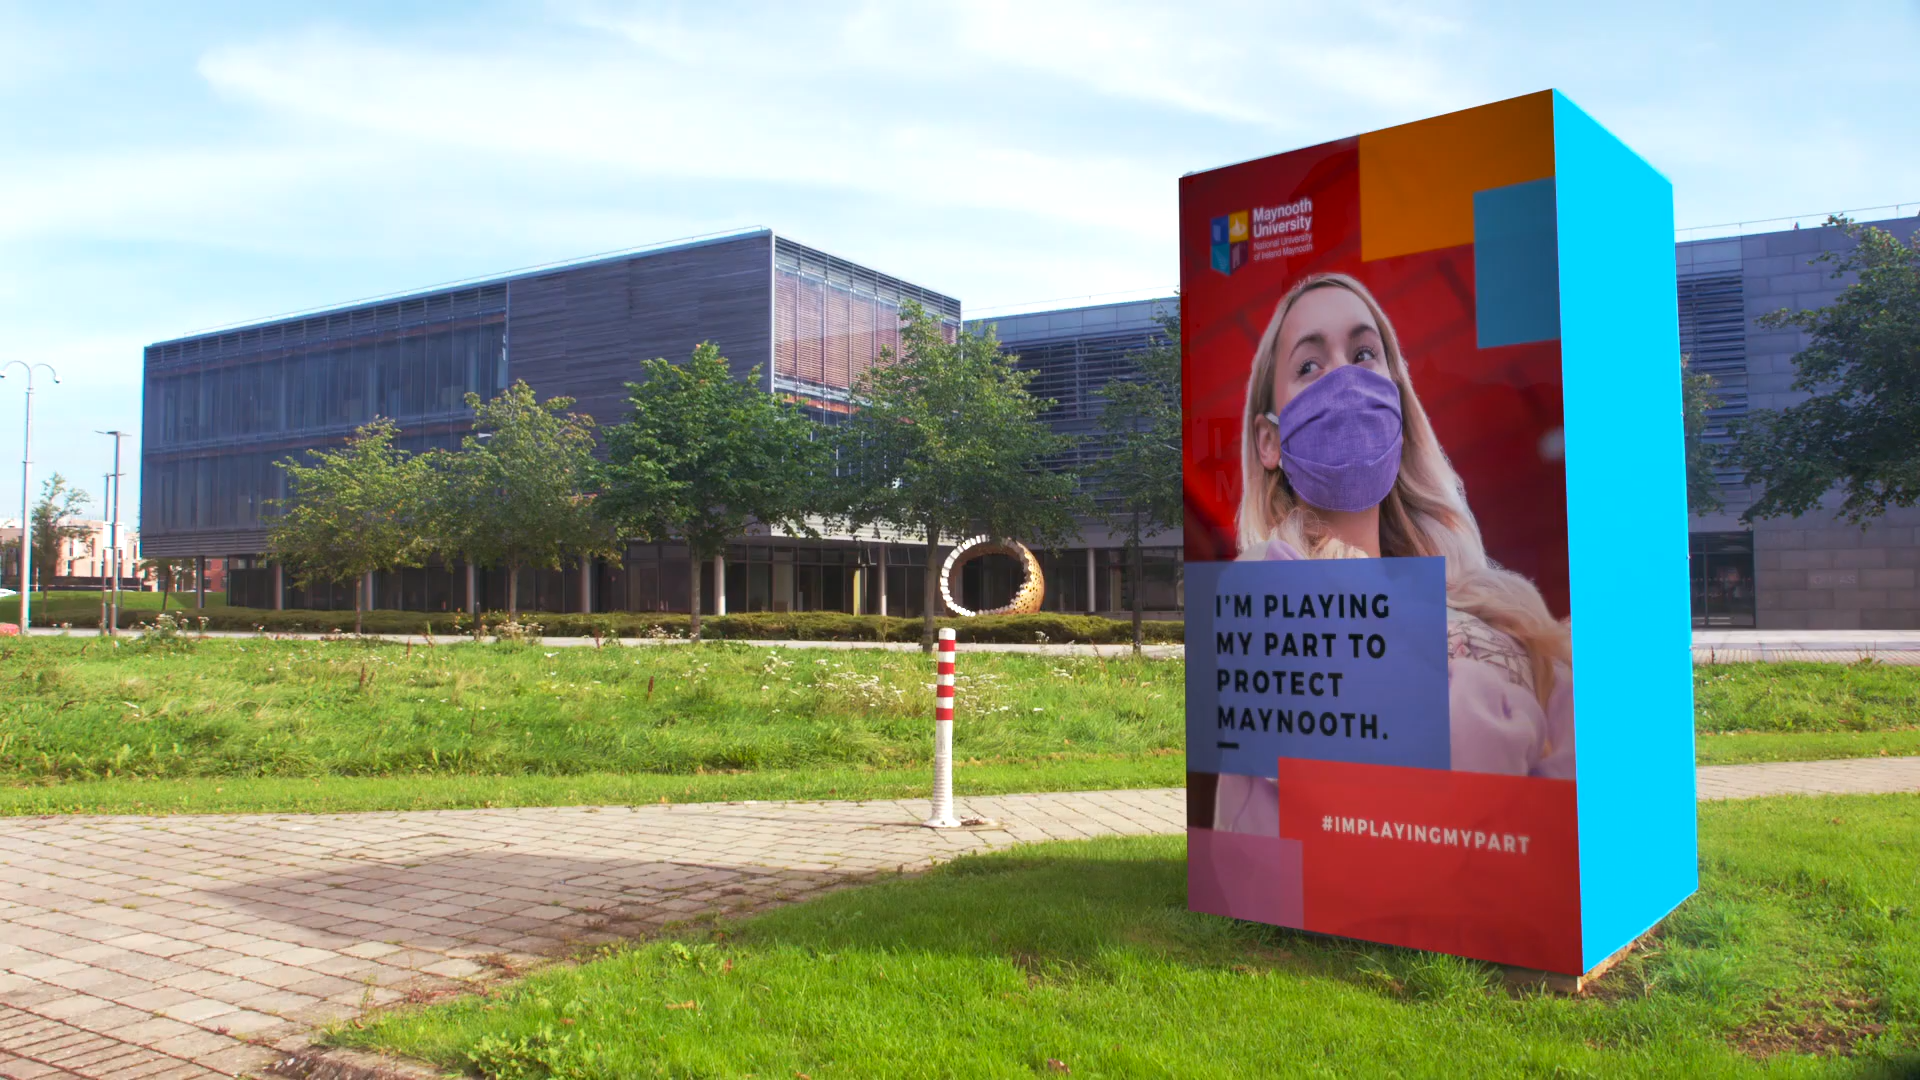 Maynooth
University
National University
of Ireland Maynooth
I'M PLAYING
MY PART TO
PROTECT
MAYNOOTH.
#IMPLAYINGMYPART